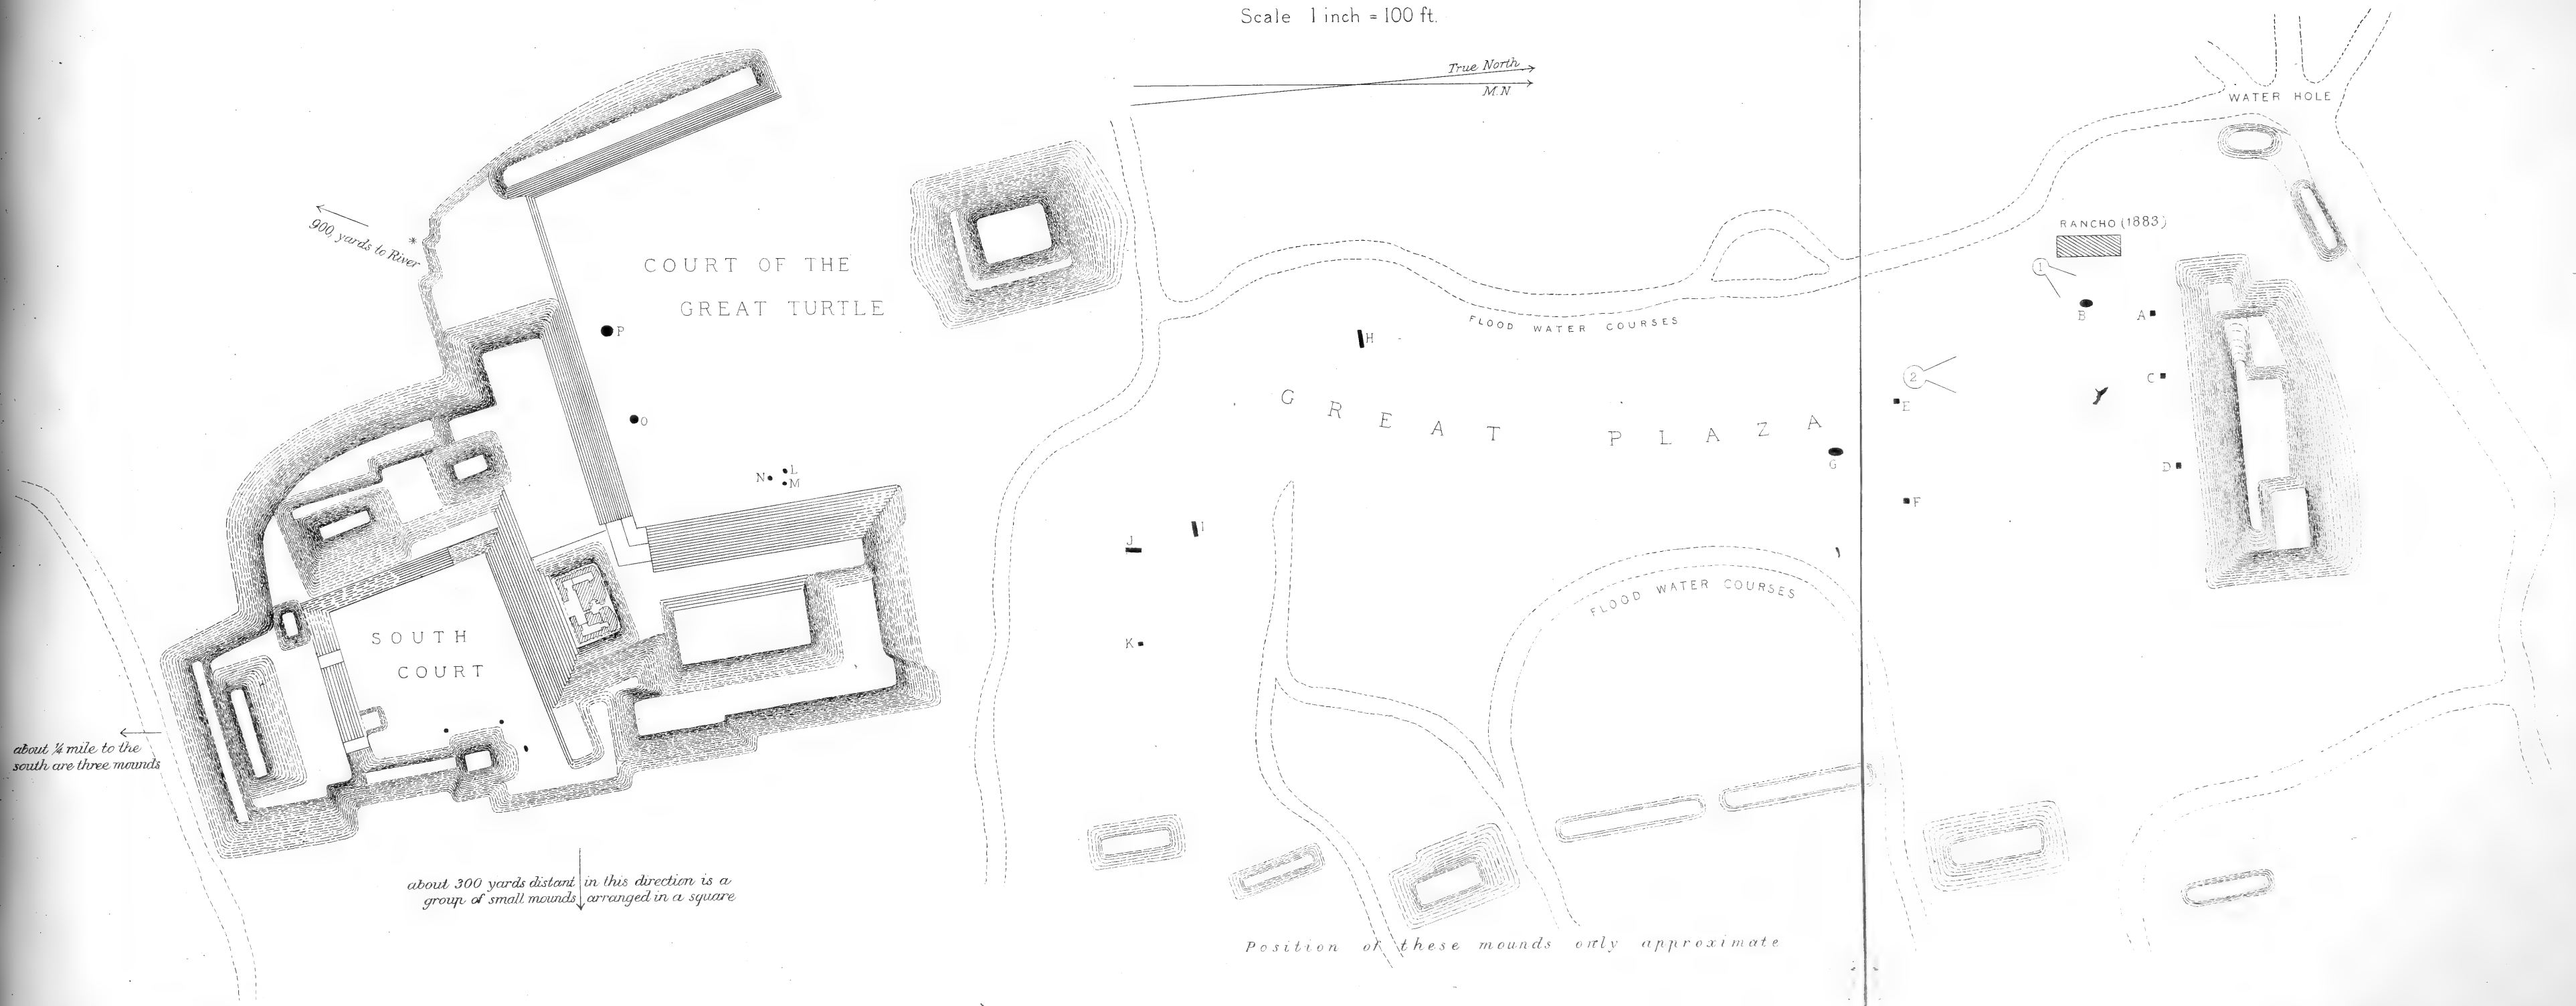 Scale 1 inch = 100 ft.
True North
M.N
WATER HOLE
RANCHO (1883)
900, yards to River
*
COURT OF THE
GREAT TURTLE
1
B
A
P
H
FLOOD WATER COURSES
2
C
E
GREAT PLAZA
O
G
D
N
L
M
F
I
J
FLOOD WATER COURSES
K
SOUTH
COURT
about ¼ mile to the
south are three mounds
about 300 yards distant in this direction is a
group of small mounds arranged in a square
Position of these mounds only approximate